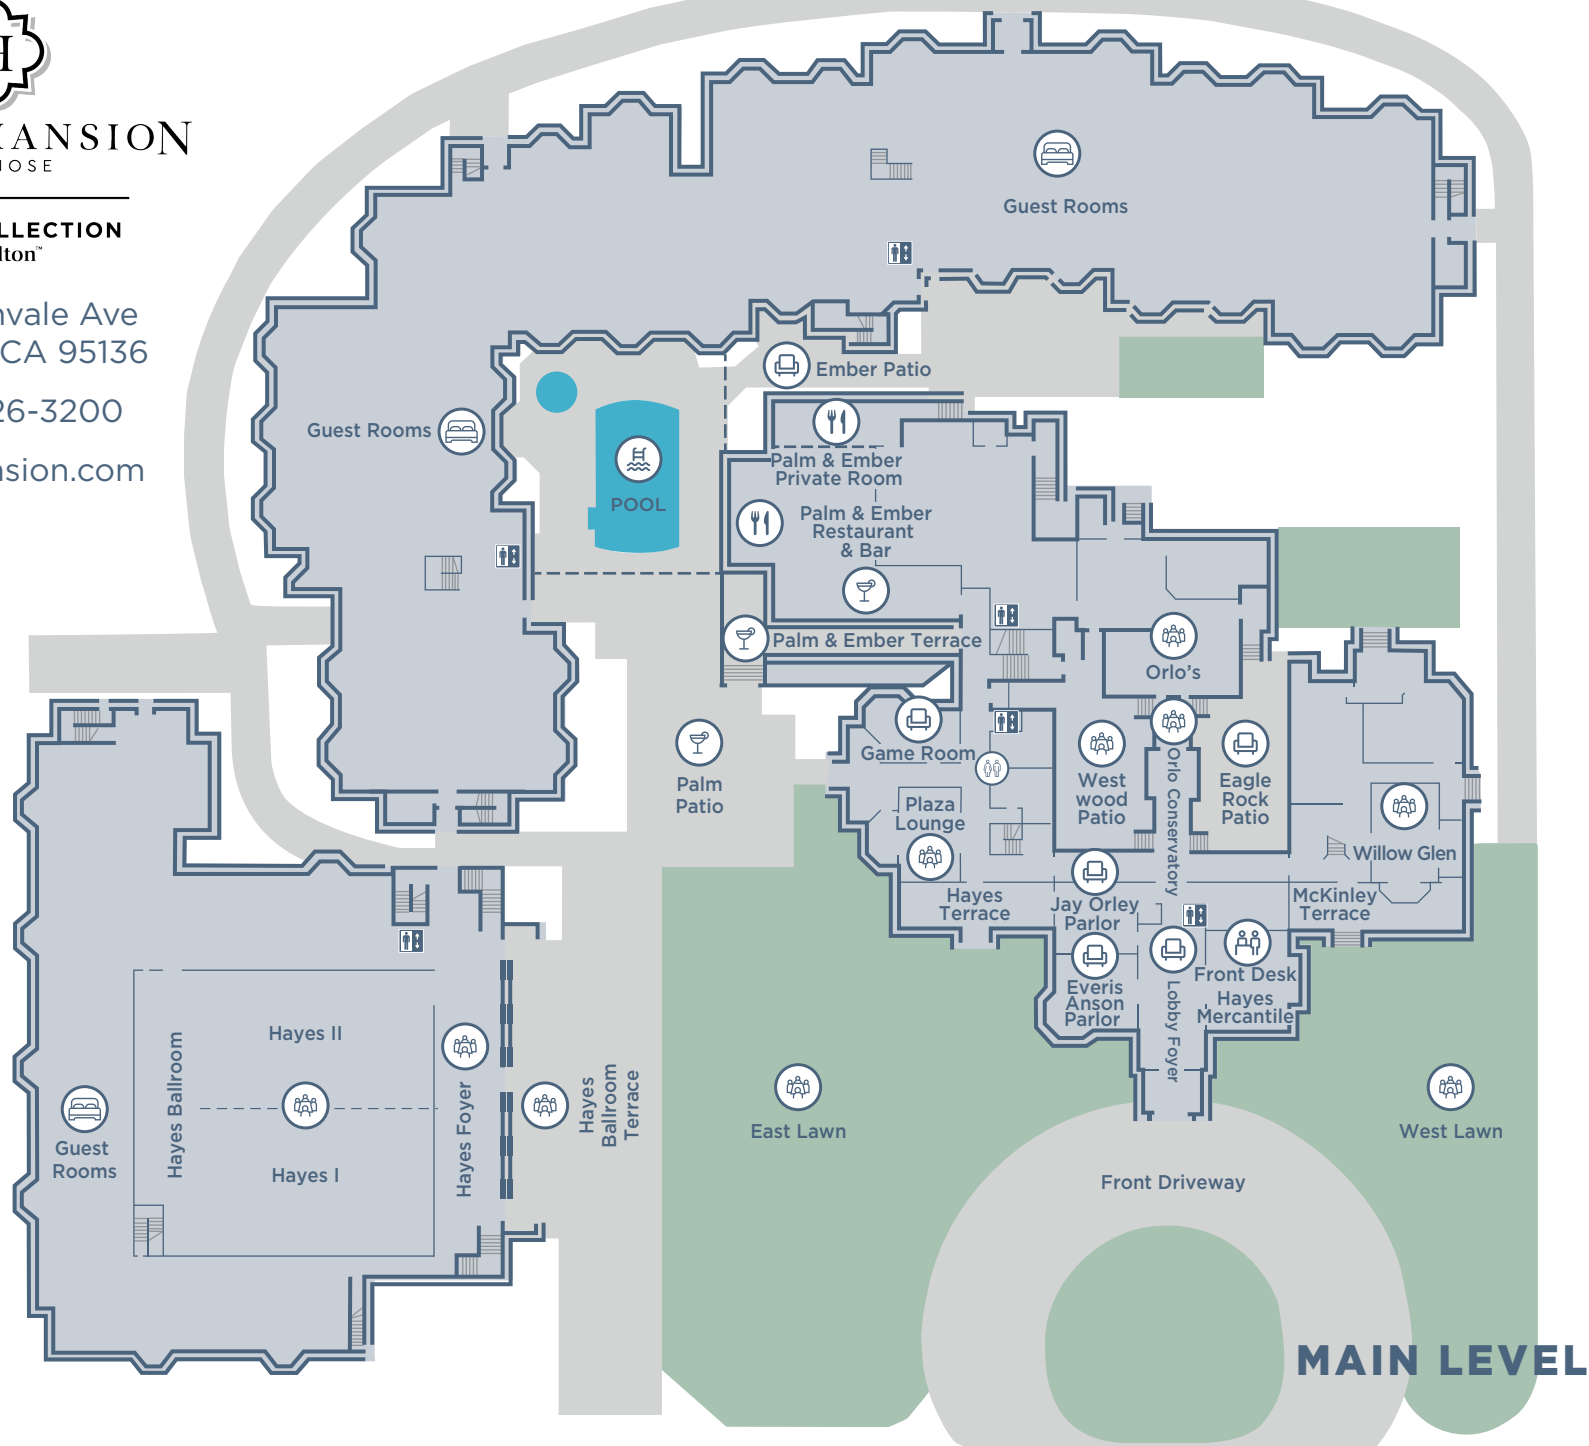 MANSION
JOSE
LLECTION
lton™
nvale Ave
CA 95136
26-3200
nsion.com
Guest Rooms
Ember Patio
Guest Rooms
POOL
Palm & Ember
Private Room
Palm & Ember
Restaurant
& Bar
Palm & Ember Terrace
Orlo's
Game Room
Palm
Patio
West
wood
Patio
Orlo Conservatory
Eagle
Rock
Patio
Plaza
Lounge
Willow Glen
Hayes
Terrace
Jay Orley
Parlor
McKinley
Terrace
Everis
Anson
Parlor
Lobby Foyer
Front Desk
Hayes
Mercantile
Hayes II
Hayes Ballroom
Hayes I
Hayes Foyer
Hayes
Ballroom
Terrace
Guest
Rooms
East Lawn
West Lawn
Front Driveway
MAIN LEVEL